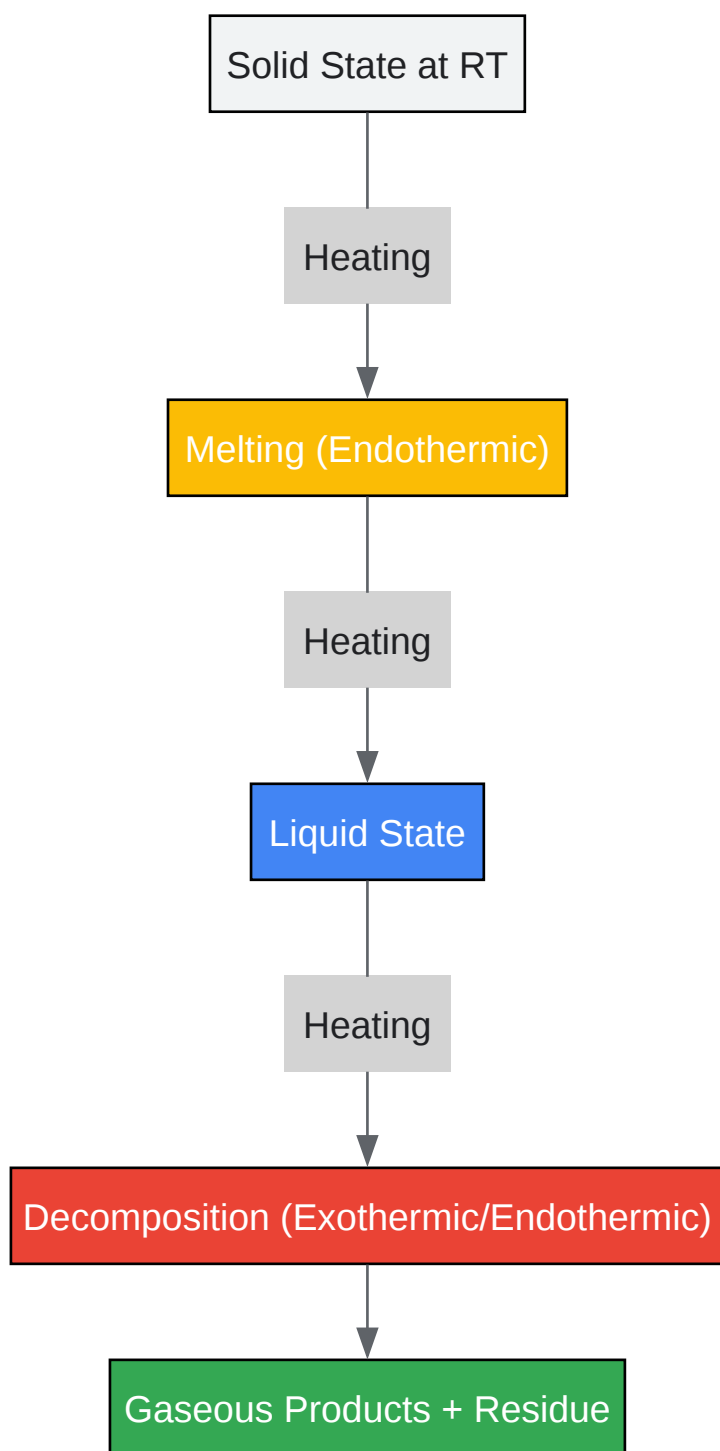 Solid State at RT
Heating
Melting (Endothermic)
Heating
Liquid State
Heating
Decomposition (Exothermic/Endothermic)
Gaseous Products + Residue